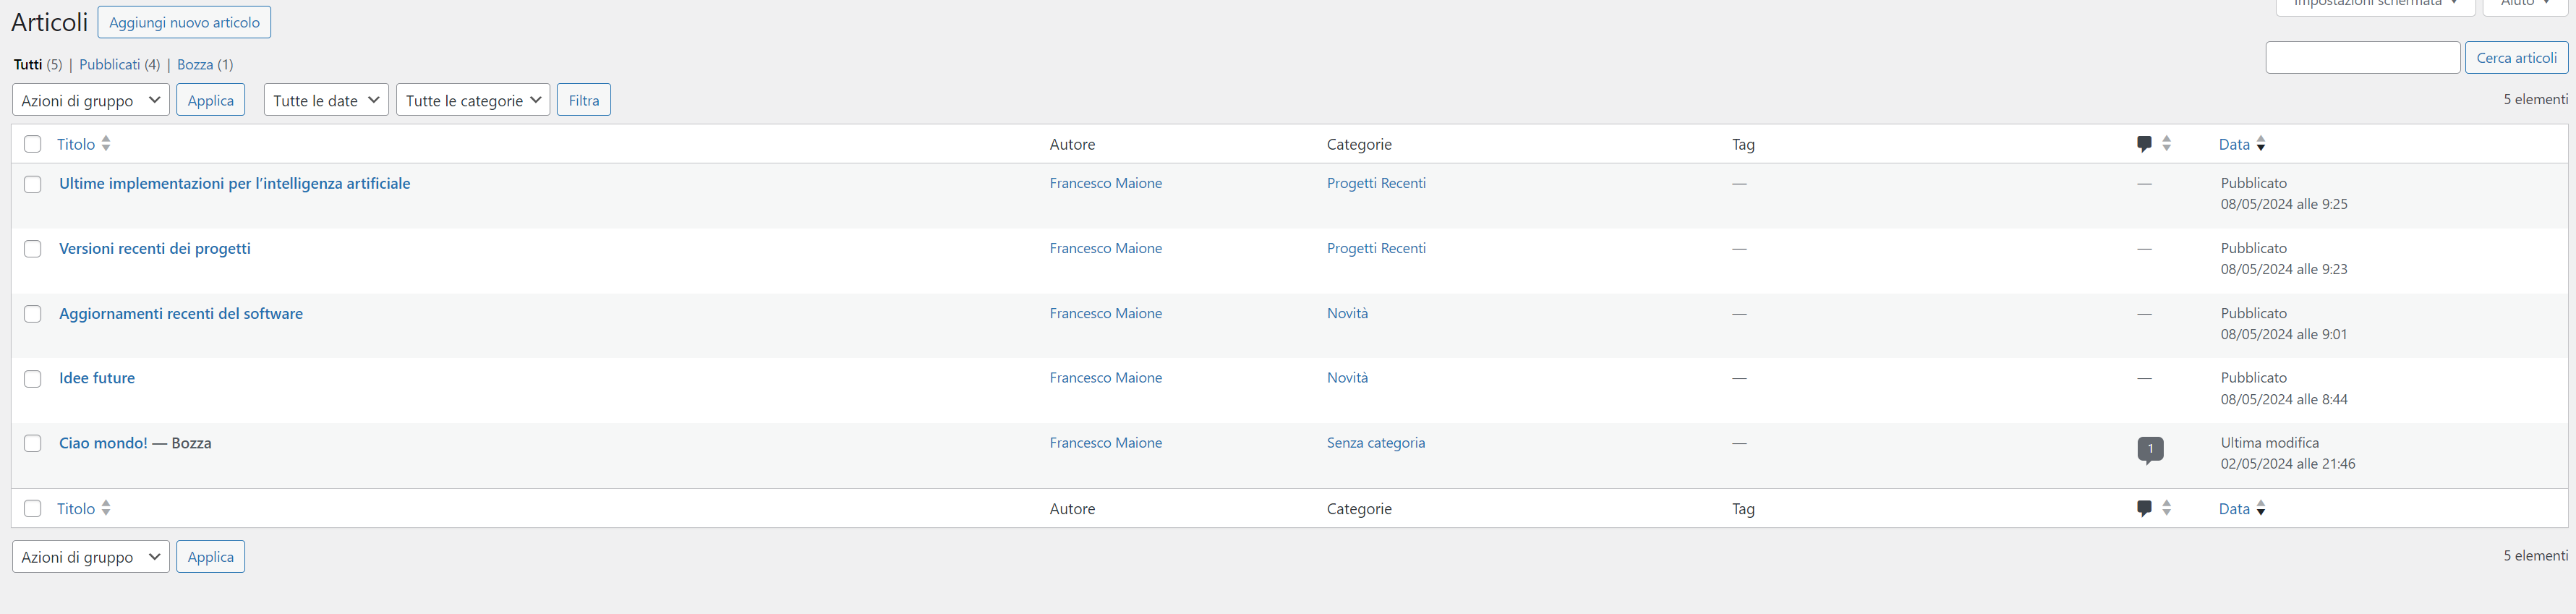 Impostazioni schermata
Aiuto
Articoli Aggiungi nuovo articolo
Tutti (5) | Pubblicati (4) | Bozza (1)
Cerca articoli
Azioni di gruppo Applica Tutte le date Tutte le categorie Filtra 5 elementi
Titolo Autore Categorie Tag Data
Ultime implementazioni per l’intelligenza artificiale Francesco Maione Progetti Recenti — — Pubblicato
08/05/2024 alle 9:25
Versioni recenti dei progetti Francesco Maione Progetti Recenti — — Pubblicato
08/05/2024 alle 9:23
Aggiornamenti recenti del software Francesco Maione Novità — — Pubblicato
08/05/2024 alle 9:01
Idee future Francesco Maione Novità — — Pubblicato
08/05/2024 alle 8:44
Ciao mondo! — Bozza Francesco Maione Senza categoria — 1 Ultima modifica
02/05/2024 alle 21:46
Titolo Autore Categorie Tag Data
Azioni di gruppo Applica 5 elementi